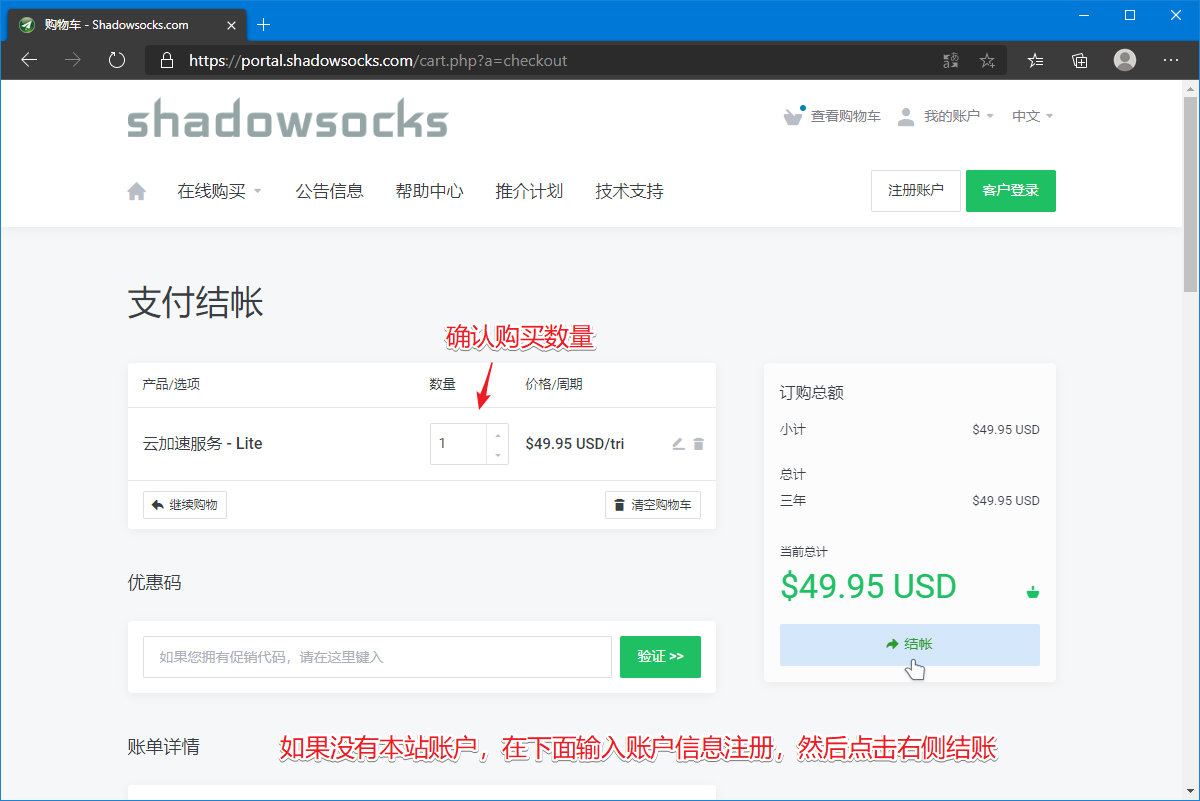 购物车 - Shadowsocks.com
https://portal.shadowsocks.com/cart.php?a=checkout
shadowsocks
查看购物车 我的账户 中文
在线购买 公告信息 帮助中心 推介计划 技术支持 注册账户 客户登录
支付结帐
确认购买数量
产品/选项 数量 价格/周期
云加速服务 - Lite 1 $49.95 USD/tri
继续购物 清空购物车
订购总额
小计 $49.95 USD
总计
三年 $49.95 USD
当前总计
$49.95 USD
结帐
优惠码
如果您拥有促销代码，请在这里键入 验证 >>
账单详情
如果没有本站账户，在下面输入账户信息注册，然后点击右侧结账